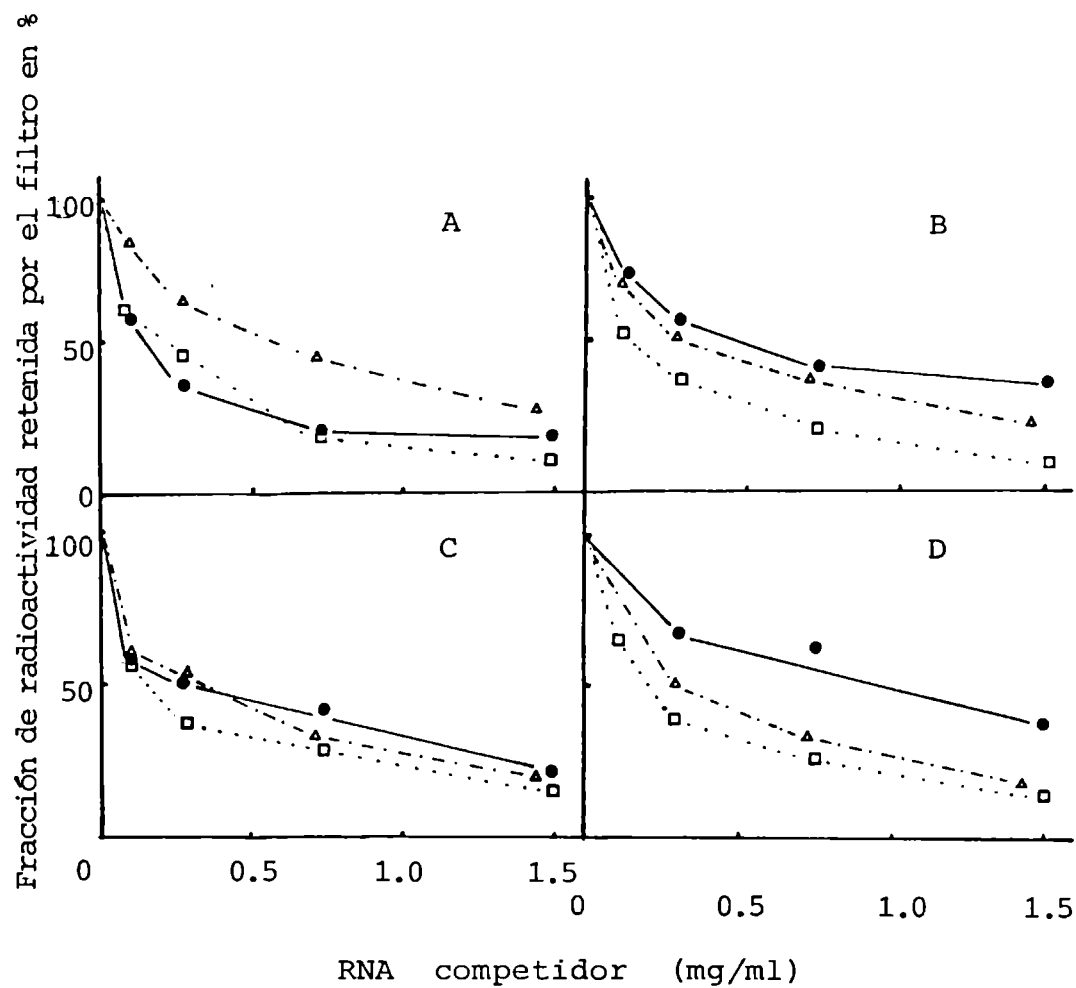 Fracción de radioactividad retenida por el filtro en %
A
B
100
50
0
C
D
100
50
0
0.5
1.0
1.5
0
0.5
1.0
1.5
RNA competidor (mg/ml)